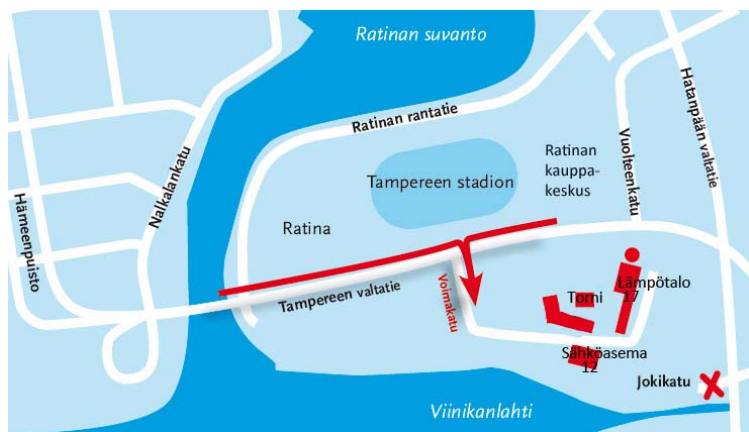 Ratinan suvanto
Ratinan rantatie
Hatanpään valtatie
Nalkalankatu
Hämeenpuisto
Vuolteenkatu
Ratinan
kauppa-
keskus
Tampereen stadion
Ratina
Tampereen valtatie
Voimakatu
Lämpötalo
17
Torni
Sähköasema
12
Jokikatu
Viinikanlahti